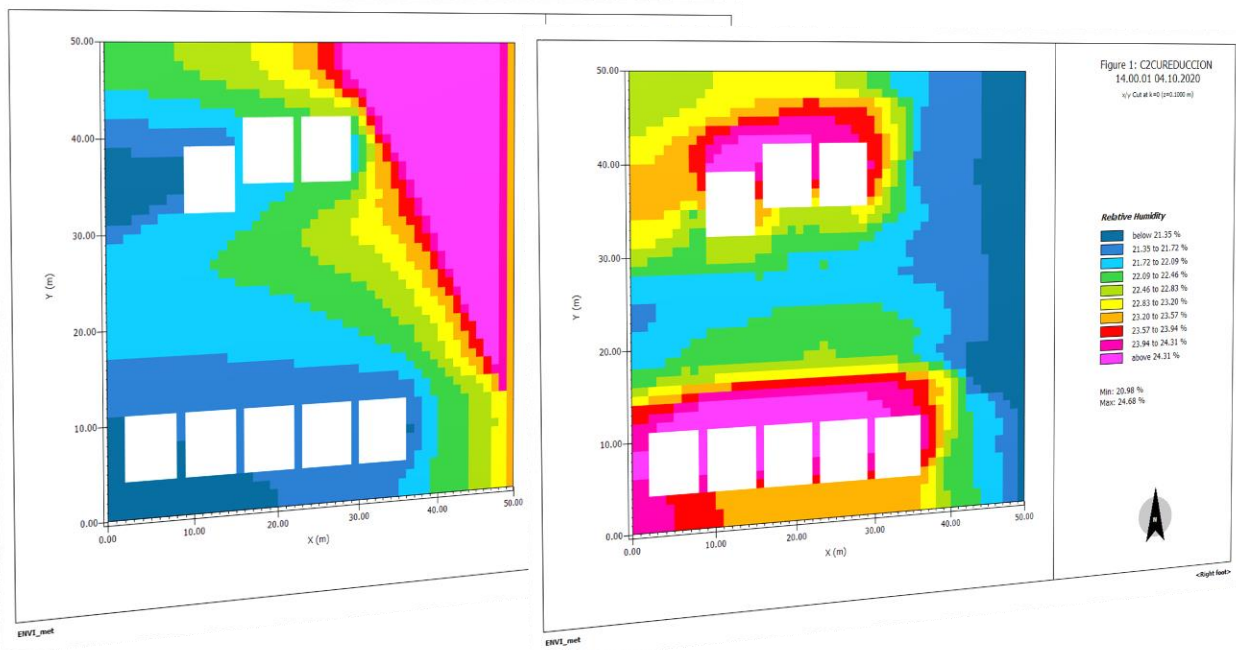 50.00
40.00
30.00
20.00
10.00
0.00
Y (m)
0.00
10.00
20.00
30.00
40.00
50.00
X (m)
ENVI_met
50.00
40.00
30.00
20.00
10.00
0.00
Y (m)
0.00
10.00
20.00
30.00
40.00
50.00
X (m)
ENVI_met
Figure 1: C2CUREDUCCION
14.00.01 04.10.2020
x/y Cut at k=0 (z=0.1000 m)
Relative Humidity
below 21.35 %
21.35 to 21.72 %
21.72 to 22.09 %
22.09 to 22.46 %
22.46 to 22.83 %
22.83 to 23.20 %
23.20 to 23.57 %
23.57 to 23.94 %
23.94 to 24.31 %
above 24.31 %
Min: 20.98 %
Max: 24.68 %
N
<Right foot>